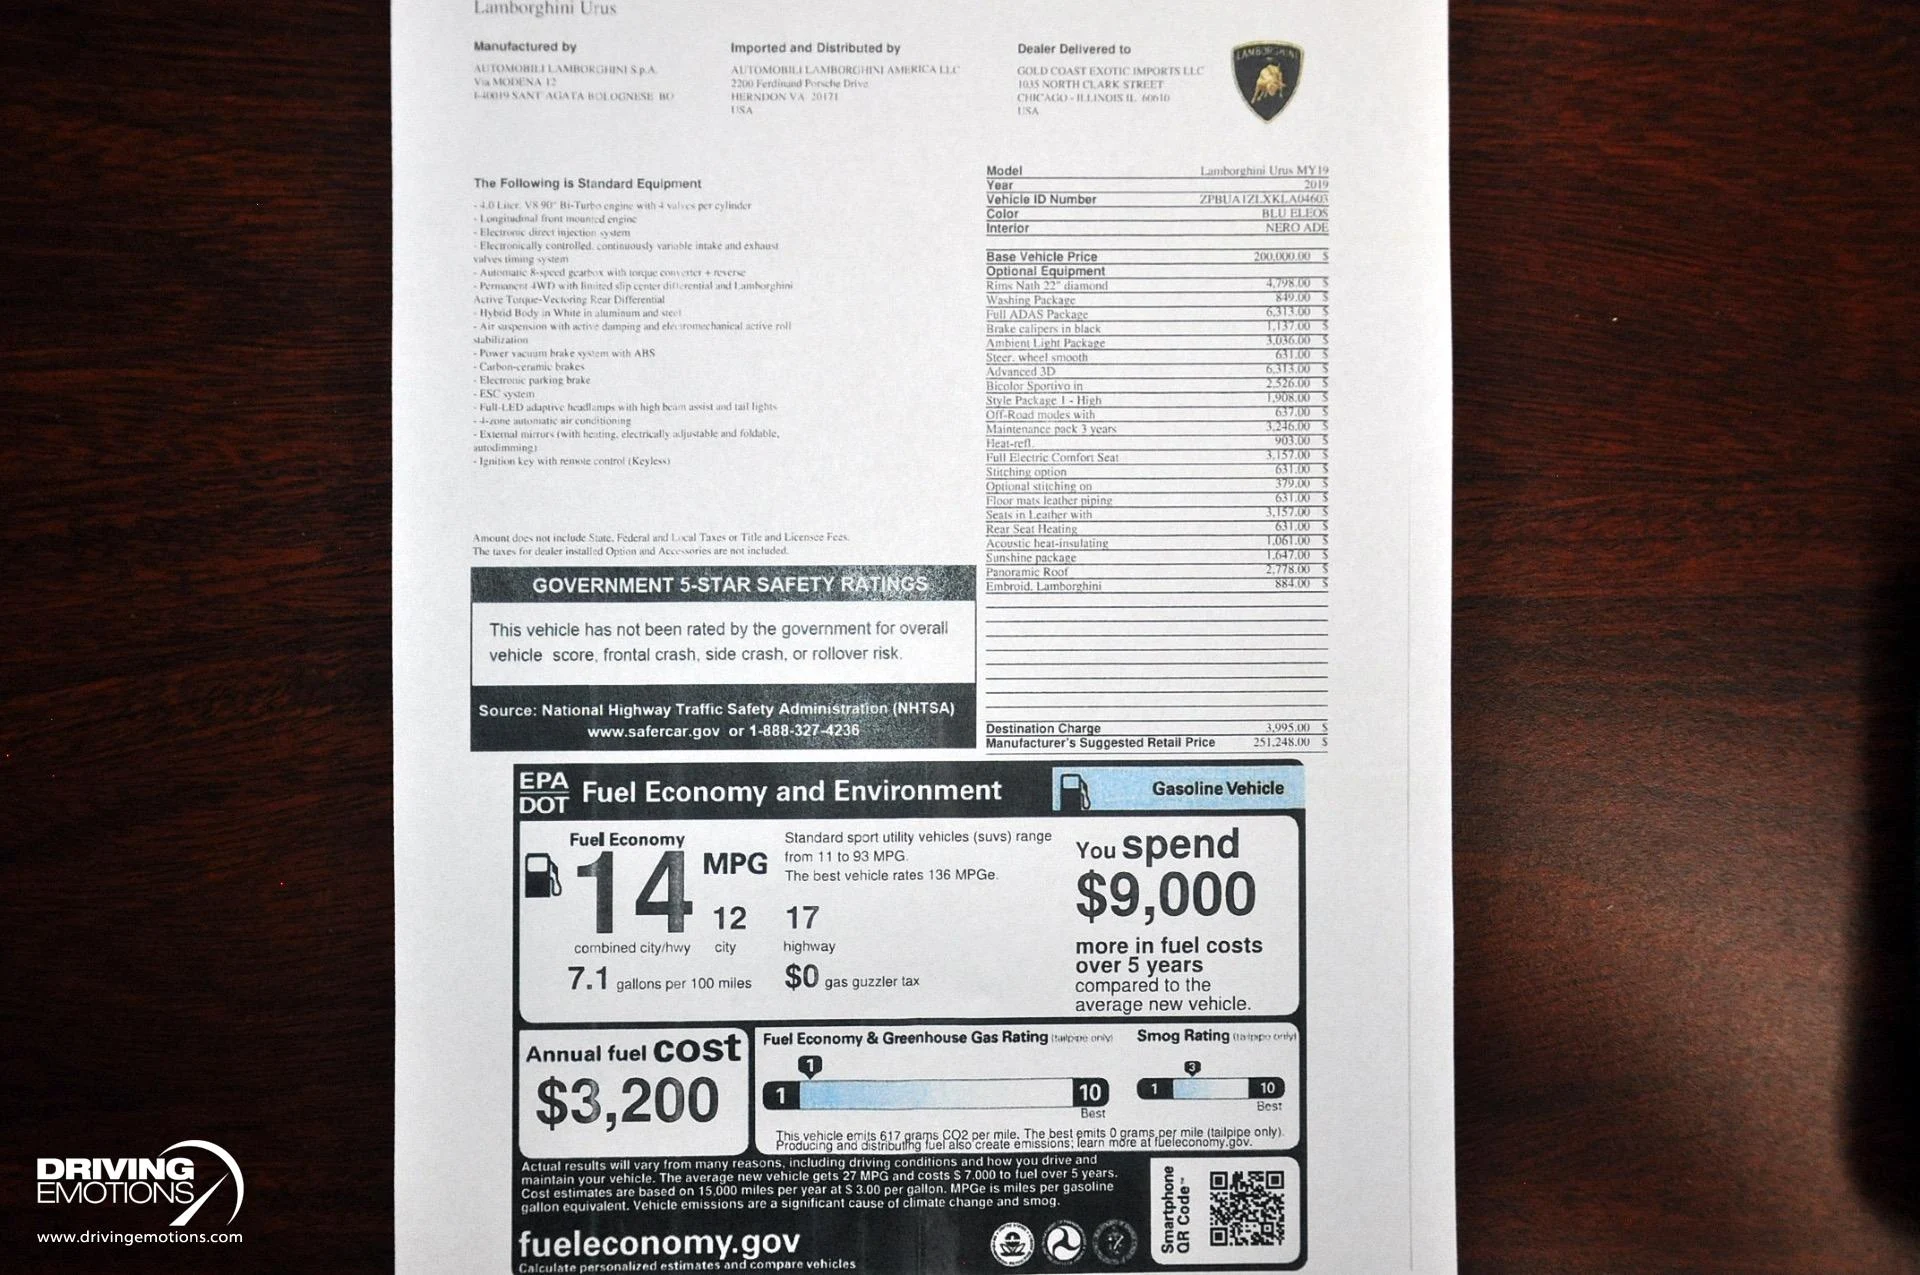 Lamborghini Urus
Manufactured by
AUTOMOBILI LAMBORGHINI S.p.A.
Via MODENA 12
I-40019 SANT AGATA BOLOGNESE BO
Imported and Distributed by
AUTOMOBILI LAMBORGHINI AMERICA LLC
2200 Ferdinand Porsche Drive
HERNDON VA 20171
USA
Dealer Delivered to
GOLD COAST EXOTIC IMPORTS LLC
1035 NORTH CLARK STREET
CHICAGO - ILLINOIS IL 60610
USA
LAMBORGHINI
The Following is Standard Equipment
- 4.0 Liter, V8 90° Bi-Turbo engine with 4 valves per cylinder
- Longitudinal front mounted engine
- Electronic direct injection system
- Electronically controlled, continuously variable intake and exhaust
valves timing system
- Automatic 8-speed gearbox with torque converter + reverse
- Permanent 4WD with limited slip center differential and Lamborghini
Active Torque-Vectoring Rear Differential
- Hybrid Body in White in aluminum and steel
- Air suspension with active damping and electromechanical active roll
stabilization
- Power vacuum brake system with ABS
- Carbon-ceramic brakes
- Electronic parking brake
- ESC system
- Full-LED adaptive headlamps with high beam assist and tail lights
- 4-zone automatic air conditioning
- External mirrors (with heating, electrically adjustable and foldable,
autodimming)
- Ignition key with remote control (Keyless)
Amount does not include State, Federal and Local Taxes or Title and Licensee Fees.
The taxes for dealer installed Option and Accessories are not included.
Model Lamborghini Urus MY19
Year 2019
Vehicle ID Number ZPBUA1ZLXKLA04603
Color BLU ELEOS
Interior NERO ADE
Base Vehicle Price 200,000.00 $
Optional Equipment
Rims Nath 22" diamond 4,798.00 $
Washing Package 849.00 $
Full ADAS Package 6,313.00 $
Brake calipers in black 1,137.00 $
Ambient Light Package 3,036.00 $
Steer. wheel smooth 631.00 $
Advanced 3D 6,313.00 $
Bicolor Sportivo in 2,526.00 $
Style Package 1 - High 1,908.00 $
Off-Road modes with 637.00 $
Maintenance pack 3 years 3,246.00 $
Heat-refl. 903.00 $
Full Electric Comfort Seat 3,157.00 $
Stitching option 631.00 $
Optional stitching on 379.00 $
Floor mats leather piping 631.00 $
Seats in Leather with 3,157.00 $
Rear Seat Heating 631.00 $
Acoustic heat-insulating 1,061.00 $
Sunshine package 1,647.00 $
Panoramic Roof 2,778.00 $
Embroid. Lamborghini 884.00 $
Destination Charge 3,995.00 $
Manufacturer's Suggested Retail Price 251,248.00 $
GOVERNMENT 5-STAR SAFETY RATINGS
This vehicle has not been rated by the government for overall
vehicle score, frontal crash, side crash, or rollover risk.
Source: National Highway Traffic Safety Administration (NHTSA)
www.safercar.gov or 1-888-327-4236
EPA
DOT
Fuel Economy and Environment
Gasoline Vehicle
Fuel Economy
14 MPG
combined city/hwy
12
city
17
highway
7.1 gallons per 100 miles
$0 gas guzzler tax
Standard sport utility vehicles (suvs) range
from 11 to 93 MPG.
The best vehicle rates 136 MPGe.
You spend
$9,000
more in fuel costs
over 5 years
compared to the
average new vehicle.
Annual fuel cost
$3,200
Fuel Economy & Greenhouse Gas Rating (tailpipe only)
1
1 10
Best
Smog Rating (tailpipe only)
3
1 10
Best
This vehicle emits 617 grams CO2 per mile. The best emits 0 grams per mile (tailpipe only).
Producing and distributing fuel also create emissions; learn more at fueleconomy.gov.
Actual results will vary from many reasons, including driving conditions and how you drive and
maintain your vehicle. The average new vehicle gets 27 MPG and costs $ 7.000 to fuel over 5 years.
Cost estimates are based on 15,000 miles per year at $ 3.00 per gallon. MPGe is miles per gasoline
gallon equivalent. Vehicle emissions are a significant cause of climate change and smog.
fueleconomy.gov
Calculate personalized estimates and compare vehicles
Smartphone
QR Code™
DRIVING
EMOTIONS
www.drivingemotions.com